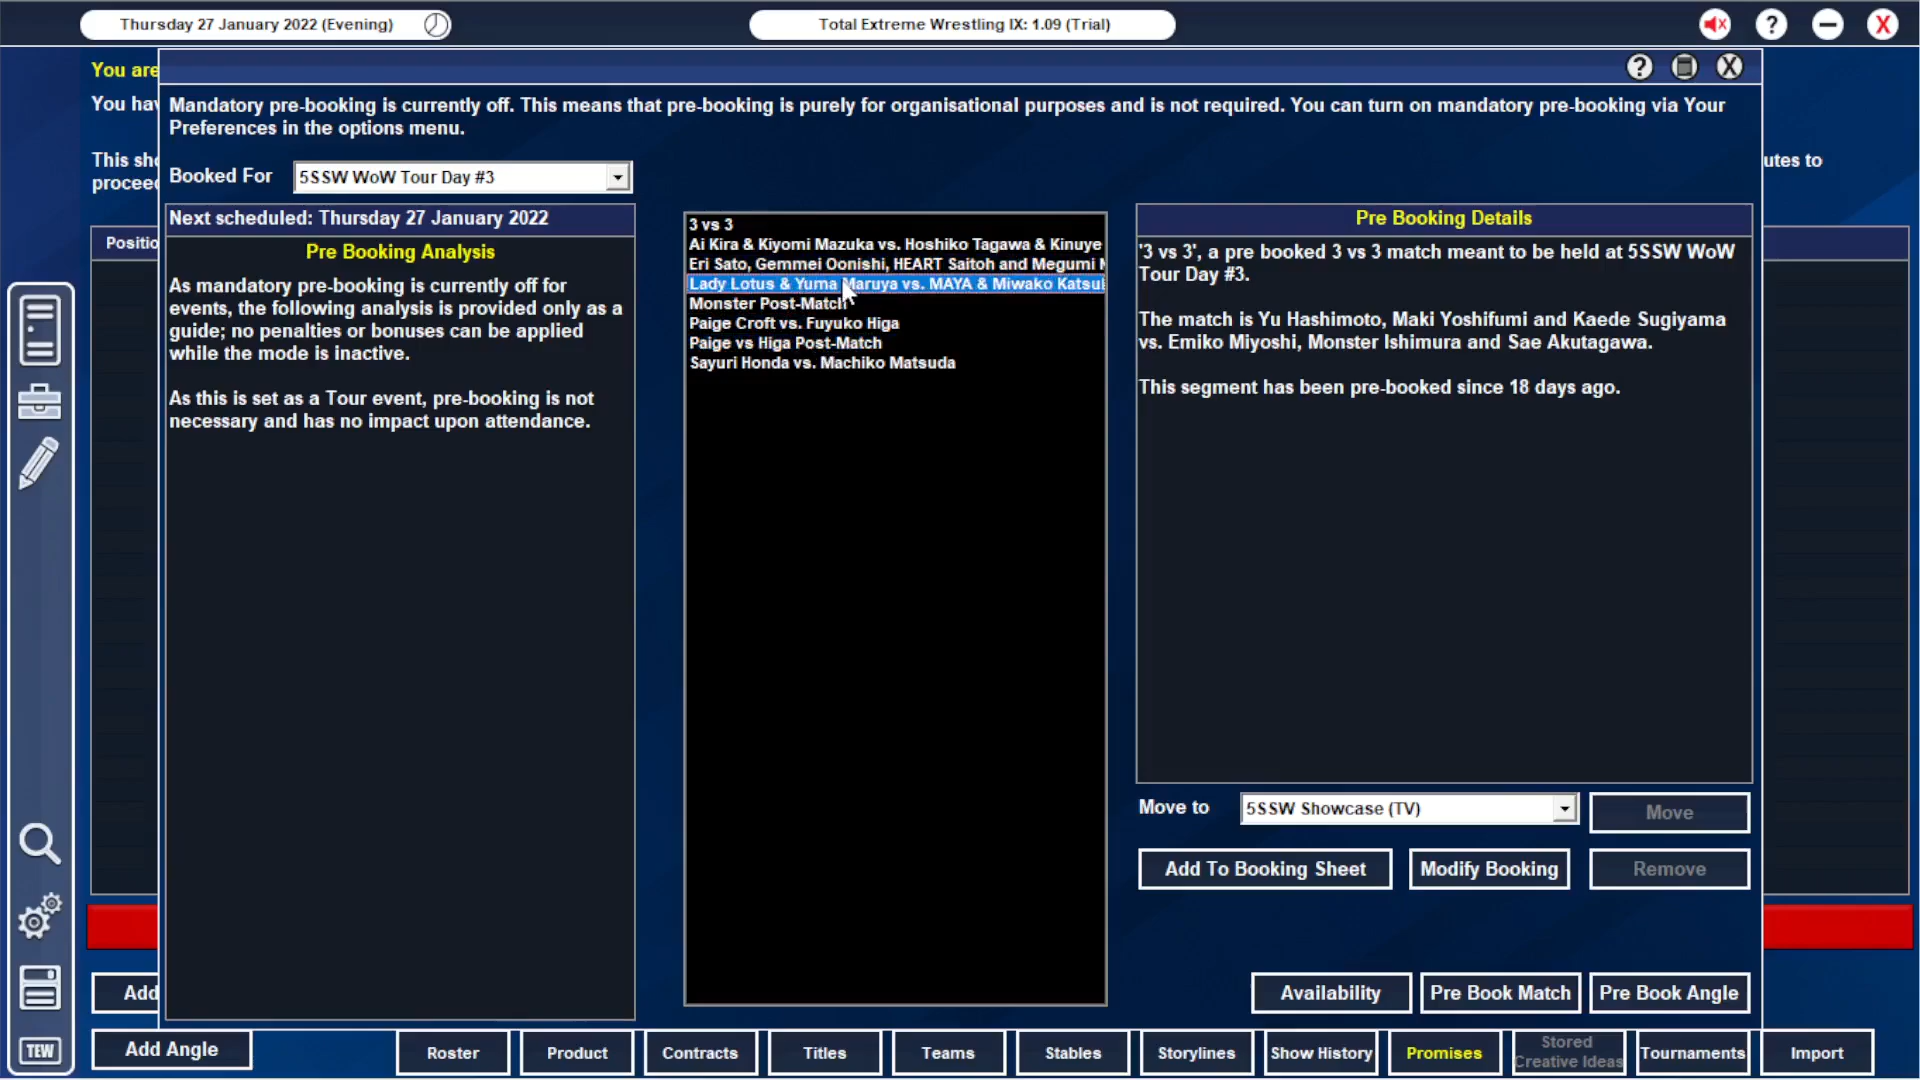 Thursday 27 January 2022 (Evening)
Total Extreme Wrestling IX: 1.09 (Trial)
You are
You hav
This sho
proceed
utes to
Mandatory pre-booking is currently off. This means that pre-booking is purely for organisational purposes and is not required. You can turn on mandatory pre-booking via Your
Preferences in the options menu.
Booked For
5SSW WoW Tour Day #3
Next scheduled: Thursday 27 January 2022
Pre Booking Analysis
As mandatory pre-booking is currently off for
events, the following analysis is provided only as a
guide; no penalties or bonuses can be applied
while the mode is inactive.
As this is set as a Tour event, pre-booking is not
necessary and has no impact upon attendance.
Positio
3 vs 3
Ai Kira & Kiyomi Mazuka vs. Hoshiko Tagawa & Kinuye
Eri Sato, Gemmei Oonishi, HEART Saitoh and Megumi
Lady Lotus & Yuma Maruya vs. MAYA & Miwako Katsu
Monster Post-Match
Paige Croft vs. Fuyuko Higa
Paige vs Higa Post-Match
Sayuri Honda vs. Machiko Matsuda
Pre Booking Details
'3 vs 3', a pre booked 3 vs 3 match meant to be held at 5SSW WoW
Tour Day #3.
The match is Yu Hashimoto, Maki Yoshifumi and Kaede Sugiyama
vs. Emiko Miyoshi, Monster Ishimura and Sae Akutagawa.
This segment has been pre-booked since 18 days ago.
Move to
5SSW Showcase (TV)
Move
Add To Booking Sheet
Modify Booking
Remove
Availability
Pre Book Match
Pre Book Angle
Add
Add Angle
Roster
Product
Contracts
Titles
Teams
Stables
Storylines
Show History
Promises
Stored
Creative Ideas
Tournaments
Import
TEW